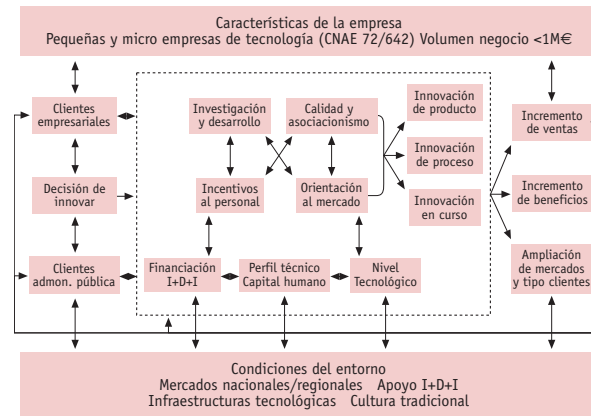 Características de la empresa
Pequeñas y micro empresas de tecnología (CNAE 72/642) Volumen negocio <1M€
Clientes
empresariales
Investigación
y desarrollo
Calidad y
asociacionismo
Innovación
de producto
Incremento
de ventas
Innovación
de proceso
Decisión de
innovar
Incentivos
al personal
Orientación
al mercado
Innovación
en curso
Incremento
de beneficios
Clientes
admon. pública
Financiación
I+D+I
Perfil técnico
Capital humano
Nivel
Tecnológico
Ampliación
de mercados
y tipo clientes
Condiciones del entorno
Mercados nacionales/regionales Apoyo I+D+I
Infraestructuras tecnológicas Cultura tradicional